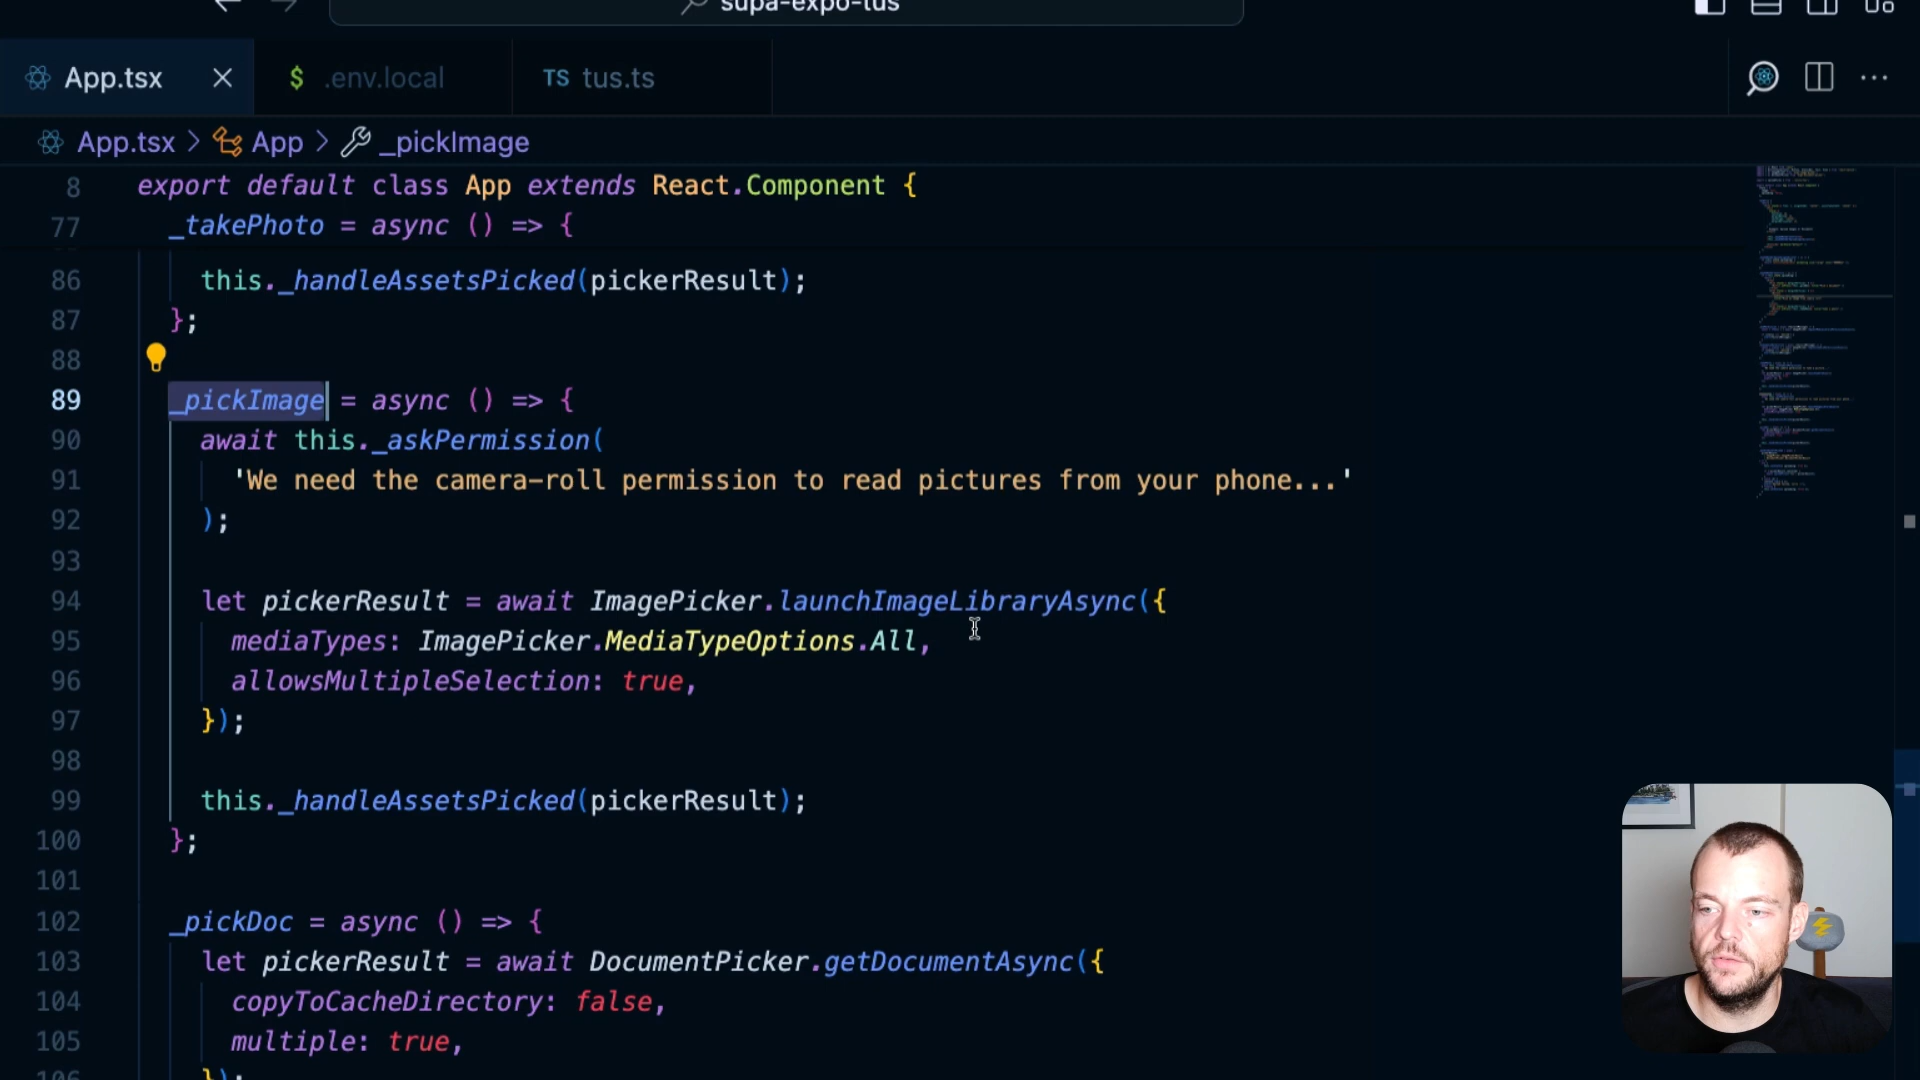 supa-expo-tus
App.tsx
$ .env.local
TS tus.ts
App.tsx > App > _pickImage
8 export default class App extends React.Component {
77 _takePhoto = async () => {
86 this._handleAssetsPicked(pickerResult);
87 };
88
89 _pickImage = async () => {
90 await this._askPermission(
91 'We need the camera-roll permission to read pictures from your phone...'
92 );
93
94 let pickerResult = await ImagePicker.launchImageLibraryAsync({
95 mediaTypes: ImagePicker.MediaTypeOptions.All,
96 allowsMultipleSelection: true,
97 });
98
99 this._handleAssetsPicked(pickerResult);
100 };
101
102 _pickDoc = async () => {
103 let pickerResult = await DocumentPicker.getDocumentAsync({
104 copyToCacheDirectory: false,
105 multiple: true,
106 });